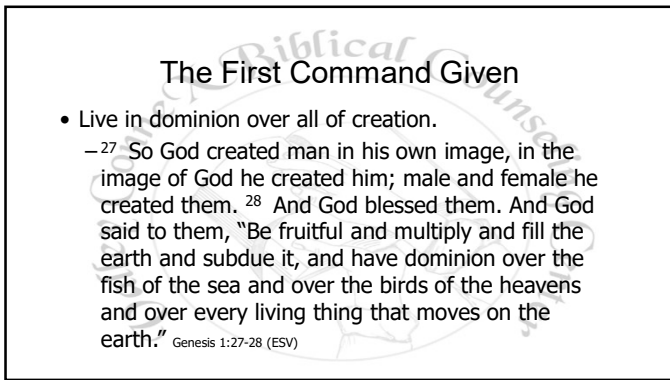 The First Command Given
• Live in dominion over all of creation.
– 27 So God created man in his own image, in the
image of God he created him; male and female he
created them. 28 And God blessed them. And God
said to them, “Be fruitful and multiply and fill the
earth and subdue it, and have dominion over the
fish of the sea and over the birds of the heavens
and over every living thing that moves on the
earth.” Genesis 1:27-28 (ESV)
Biblical Counseling Center